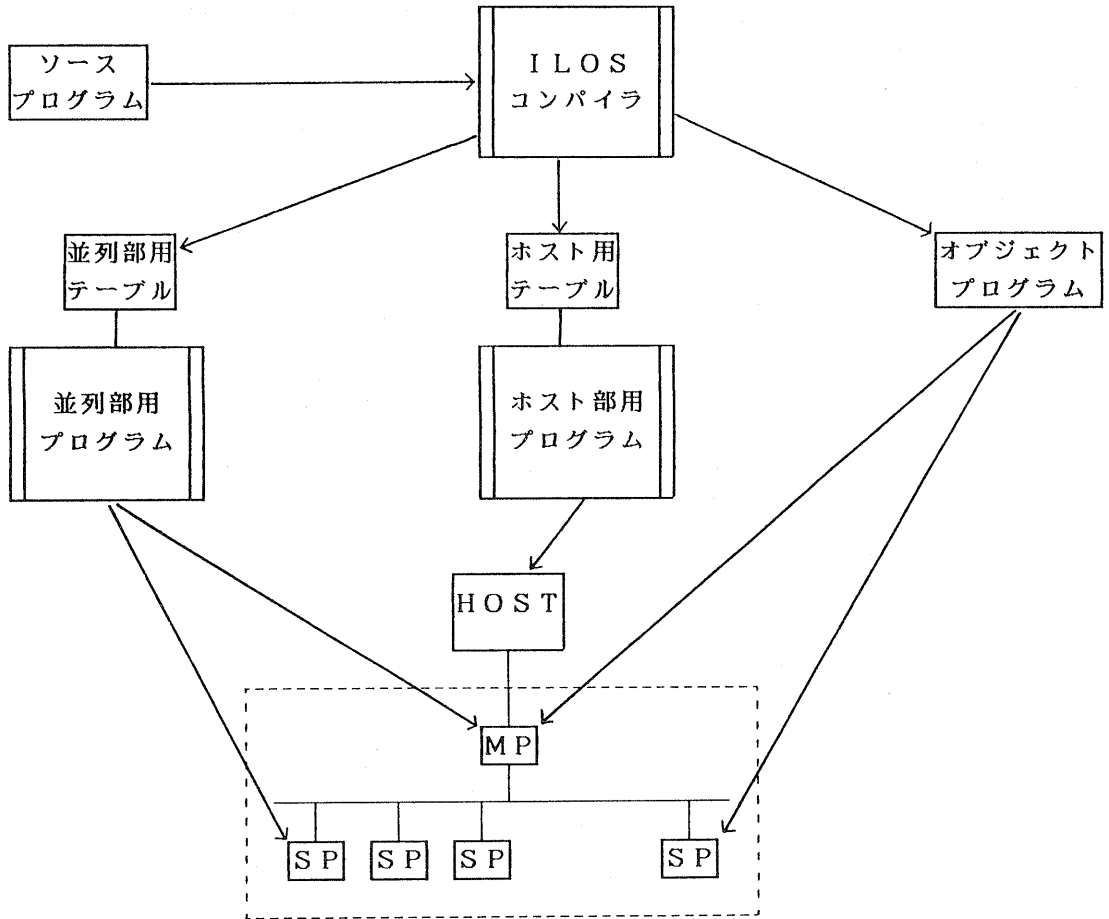 ソース
プログラム
ILOS
コンパイラ
並列部用
テーブル
ホスト用
テーブル
オブジェクト
プログラム
並列部用
プログラム
ホスト部用
プログラム
HOST
MP
SP
SP
SP
SP